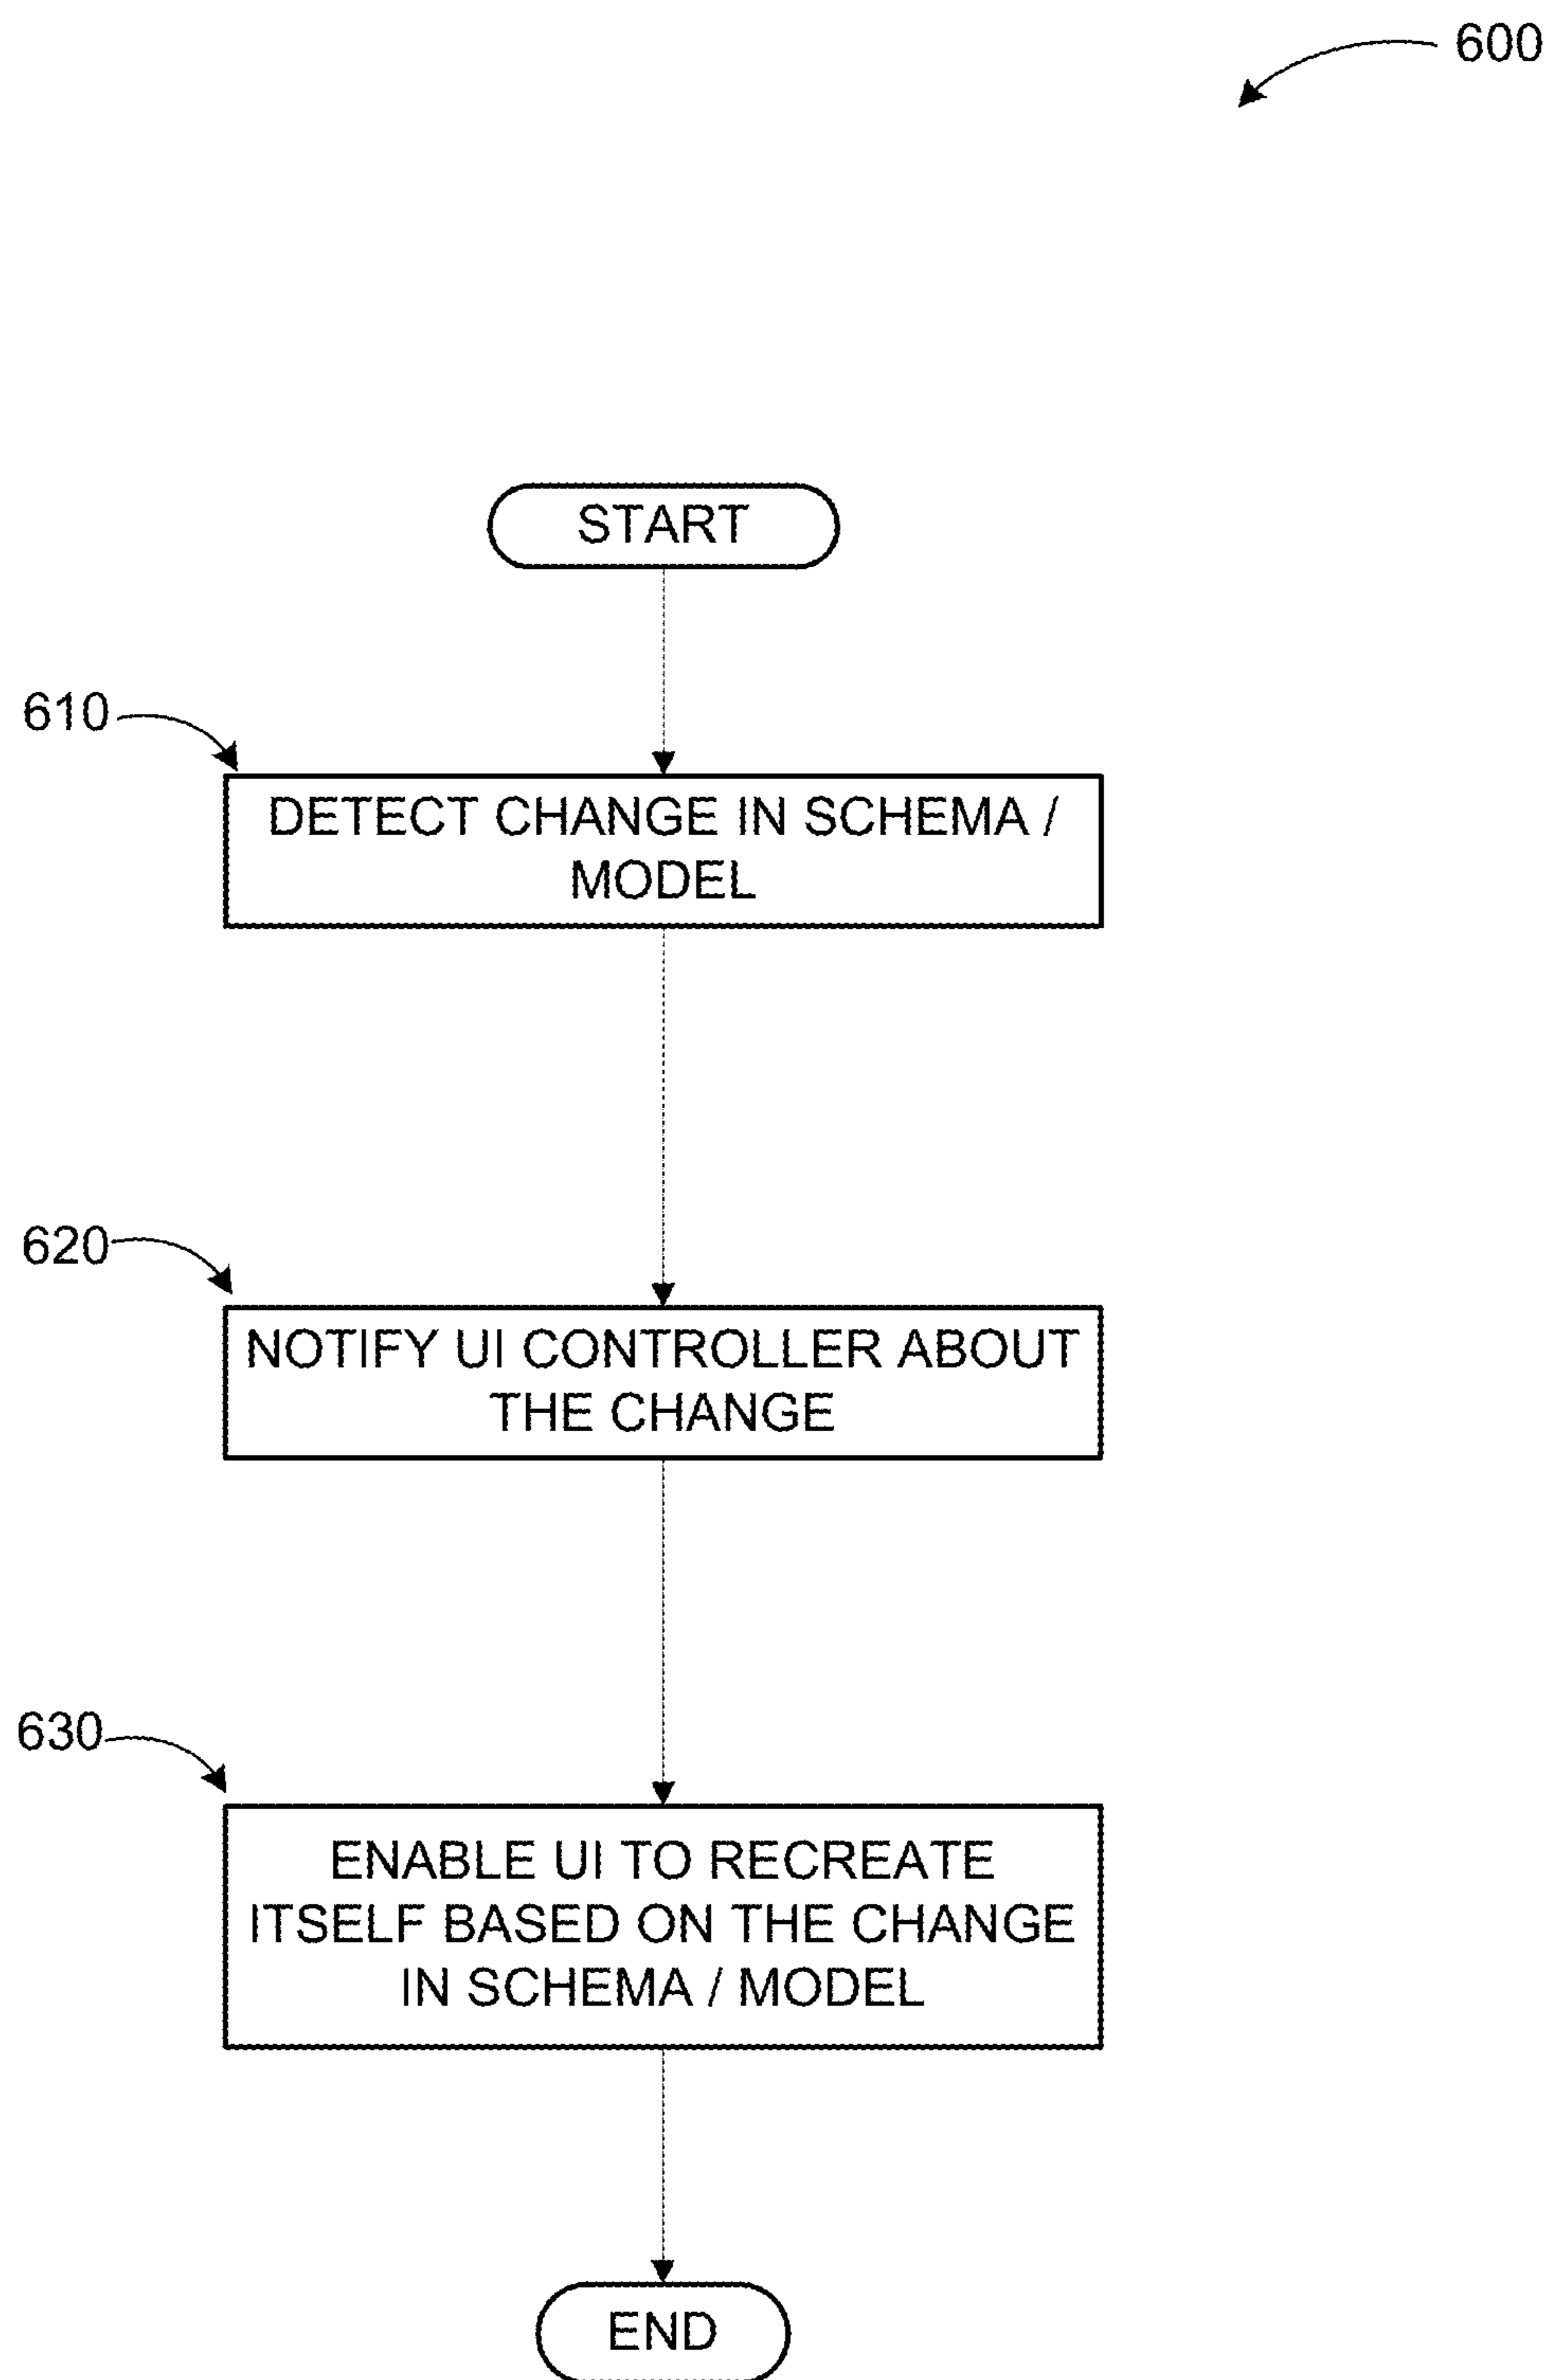 600
START
610
DETECT CHANGE IN SCHEMA /
MODEL
620
NOTIFY UI CONTROLLER ABOUT
THE CHANGE
630
ENABLE UI TO RECREATE
ITSELF BASED ON THE CHANGE
IN SCHEMA / MODEL
END